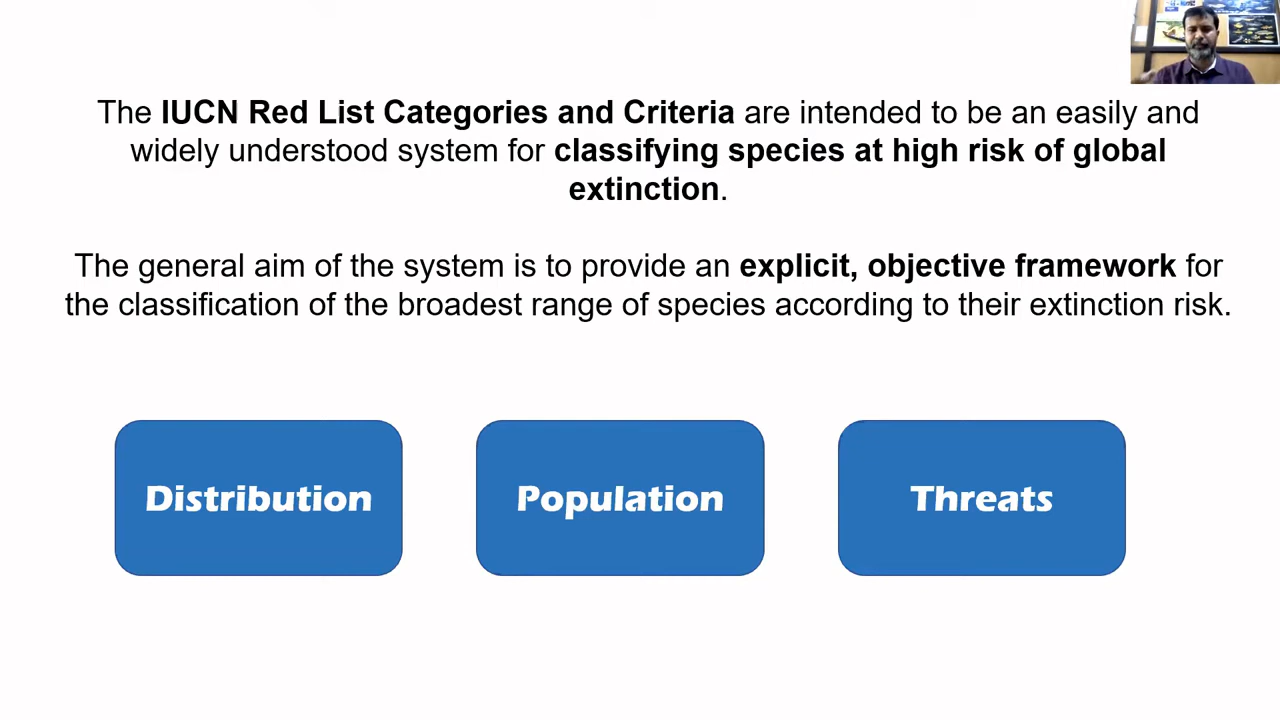 The IUCN Red List Categories and Criteria are intended to be an easily and
widely understood system for classifying species at high risk of global
extinction.
The general aim of the system is to provide an explicit, objective framework for
the classification of the broadest range of species according to their extinction risk.
Distribution
Population
Threats